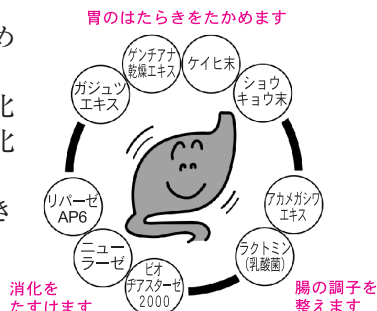 胃のはたらきをたかめます
め
化
化
き
ガジュツ
エキス
ゲンチアナ
乾燥エキス
ケイヒ末
ショウ
キョウ末
アカメガシワ
エキス
ラクトミン
(乳酸菌)
ビオ
ヂアスターゼ
2000
ニュー
ラーゼ
リパーゼ
AP6
消化を
たすけます
腸の調子を
整えます